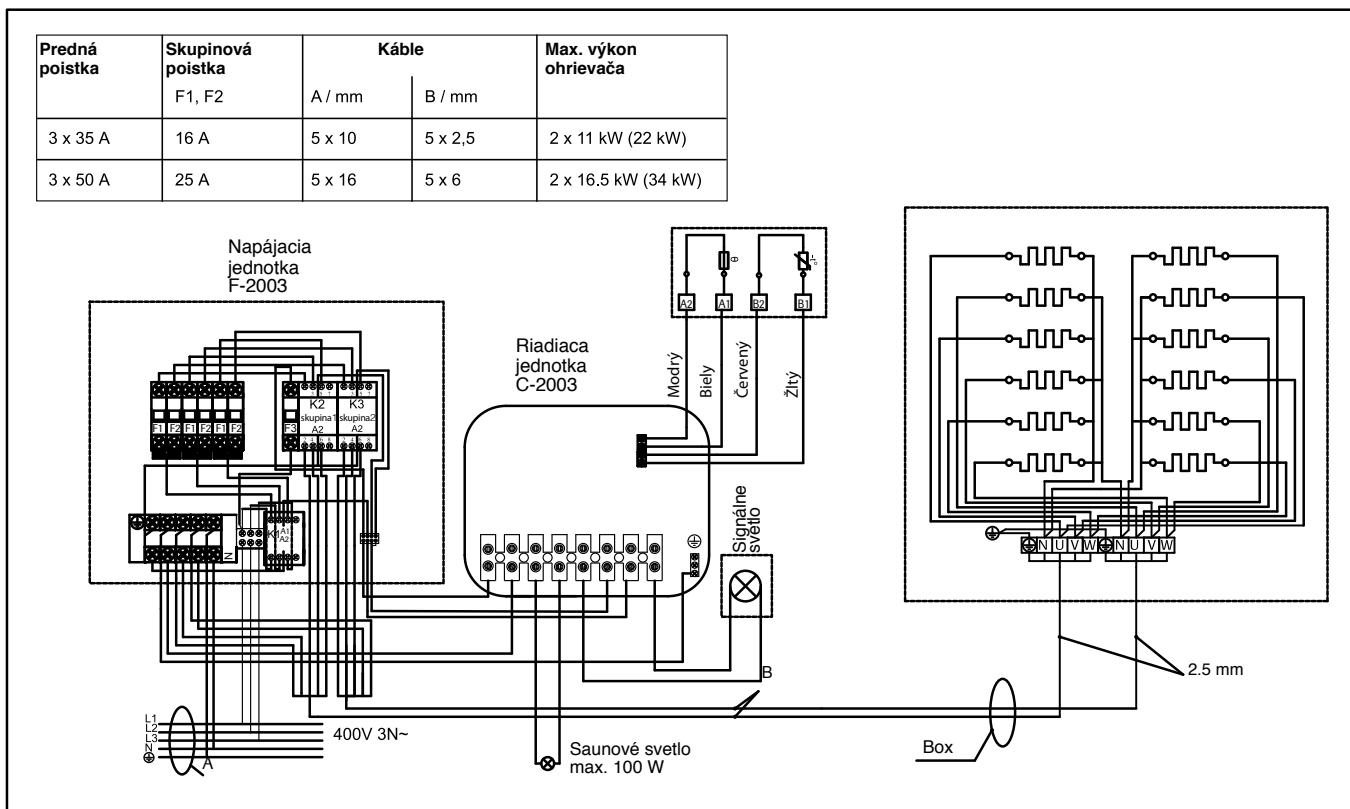 Predná poistka
Skupinová poistka
Káble
Max. výkon ohrievača
F1, F2
A / mm
B / mm
3 x 35 A
16 A
5 x 10
5 x 2,5
2 x 11 kW (22 kW)
3 x 50 A
25 A
5 x 16
5 x 6
2 x 16.5 kW (34 kW)
Napájacia
jednotka
F-2003
F1 F2 F1 F2 F1 F2
F3
K2
skupina1
A2
K3
skupina2
A2
N
K1
A1
A2
L1
L2
L3
N
A
400V 3N~
Riadiaca
jednotka
C-2003
A2 A1 B2 B1
Modrý
Biely
Červený
Žltý
Signálne
svetlo
B
Saunové svetlo
max. 100 W
N U V W N U V W
2.5 mm
Box